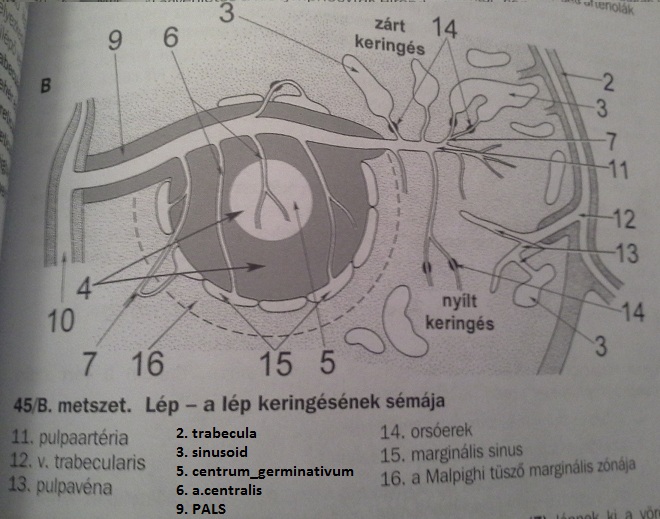 3
zárt
keringés
14
9
6
B
2
3
7
11
12
13
4
10
nyílt
keringés
14
7
16
15
5
3
45/B. metszet. Lép – a lép keringésének sémája
11. pulpaartéria
12. v. trabecularis
13. pulpavéna
2. trabecula
3. sinusoid
5. centrum_germinativum
6. a.centralis
9. PALS
14. orsóerek
15. marginális sinus
16. a Malpighi tüsző marginális zónája